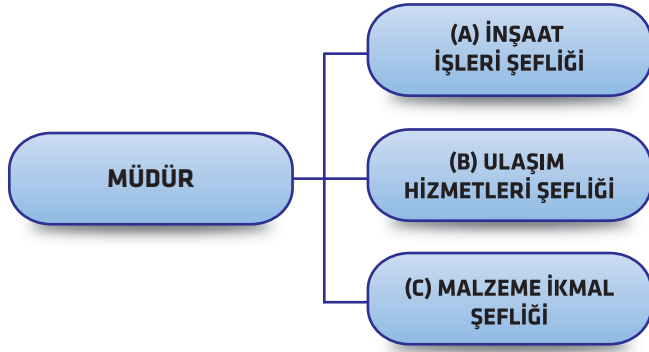 (A) İNŞAAT
İŞLERİ ŞEFLİĞİ
MÜDÜR
(B) ULAŞIM
HİZMETLERİ ŞEFLİĞİ
(C) MALZEME İKMAL
ŞEFLİĞİ